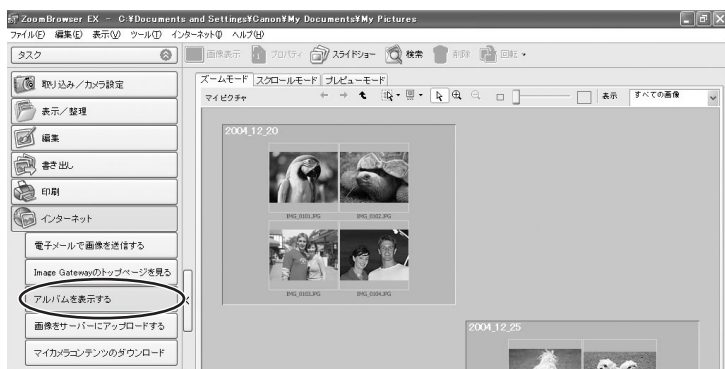 ZoomBrowser EX - C:¥Documents and Settings¥Canon¥My Documents¥My Pictures
ファイル(F) 編集(E) 表示(V) ツール(T) インターネット(I) ヘルプ(H)
タスク
画像表示 プロパティ スライドショー 検索 削除 回転
取り込み/カメラ設定
表示/整理
編集
書き出し
印刷
インターネット
電子メールで画像を送信する
Image Gatewayのトップページを見る
アルバムを表示する
画像をサーバーにアップロードする
マイカメラコンテンツのダウンロード
ズームモード スクロールモード プレビューモード
マイピクチャ 表示 すべての画像
2004_12_20
IMG_0101.JPG IMG_0102.JPG
IMG_0103.JPG IMG_0104.JPG
2004_12_25